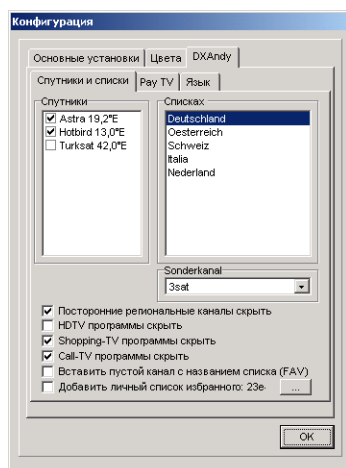 Конфигурация
Основные установки Цвета DXAndy
Спутники и списки Pay TV Язык
Спутники
Astra 19,2°E
Hotbird 13,0°E
Turksat 42,0°E
Списках
Deutschland
Oesterreich
Schweiz
Italia
Nederland
Sonderkanal
3sat
Посторонние региональные каналы скрыть
HDTV программы скрыть
Shopping-TV программы скрыть
Call-TV программы скрыть
Вставить пустой канал с названием списка (FAV)
Добавить личный список избранного: 23e- ...
OK